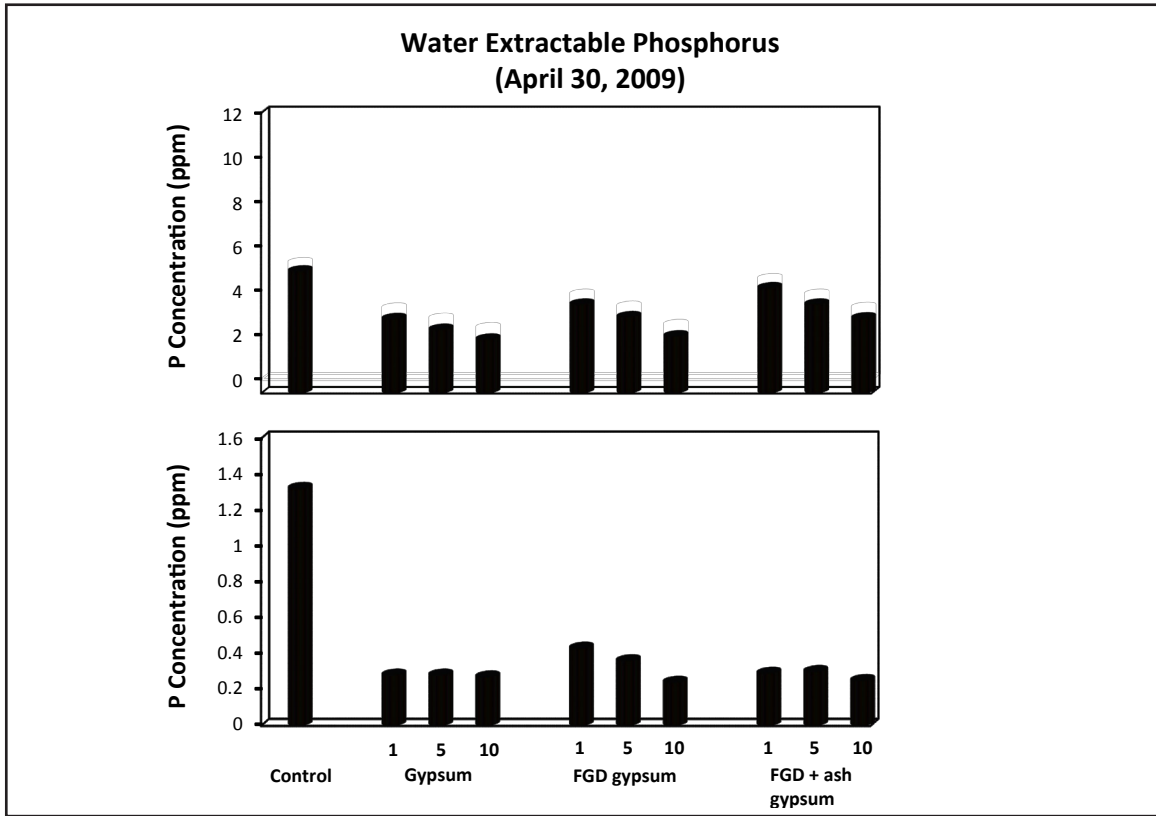 Water Extractable Phosphorus
(April 30, 2009)
P Concentration (ppm)
12
10
8
6
4
2
0
P Concentration (ppm)
1.6
1.4
1.2
1
0.8
0.6
0.4
0.2
0
1 5 10 1 5 10 1 5 10
Control Gypsum FGD gypsum FGD + ash
gypsum